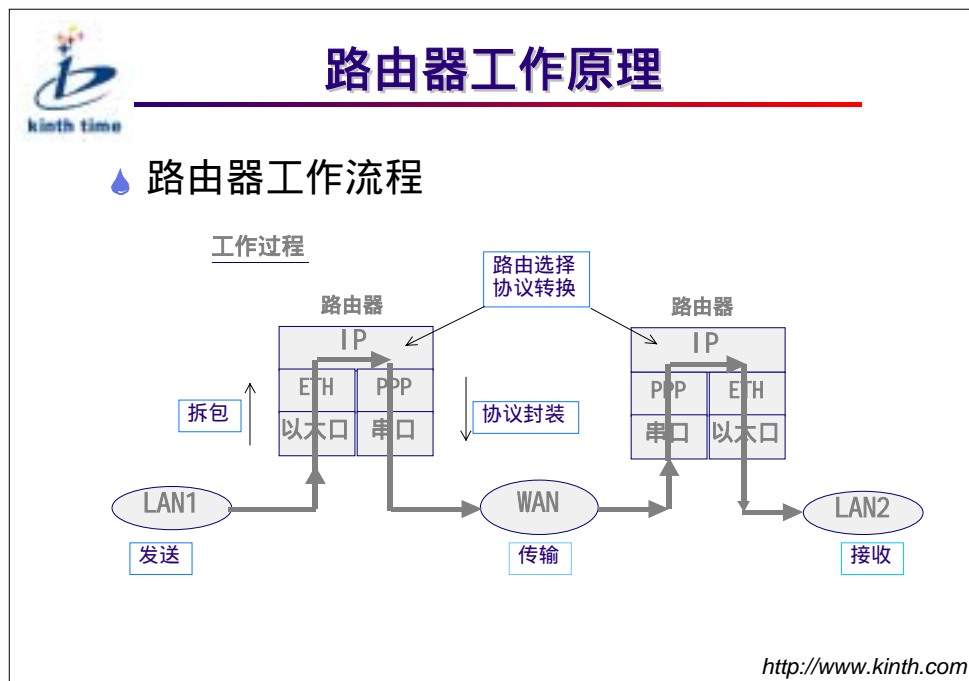 路由器工作原理
kinth time
路由器工作流程
工作过程
路由选择
协议转换
路由器
路由器
IP
IP
ETH
PPP
PPP
ETH
拆包
协议封装
以太口
串口
串口
以太口
LAN1
WAN
LAN2
发送
传输
接收
http://www.kinth.com